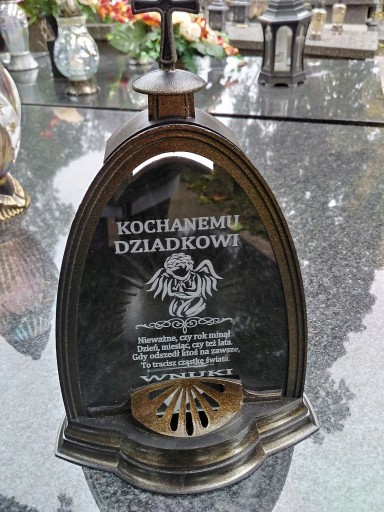 KOCHANEMU
DZIADKOWI
Nieważne, czy rok minął
Dzień, miesiąc, czy też lata.
Gdy odszedł ktoś na zawsze,
To tracisz cząstkę świata.
WNUKI